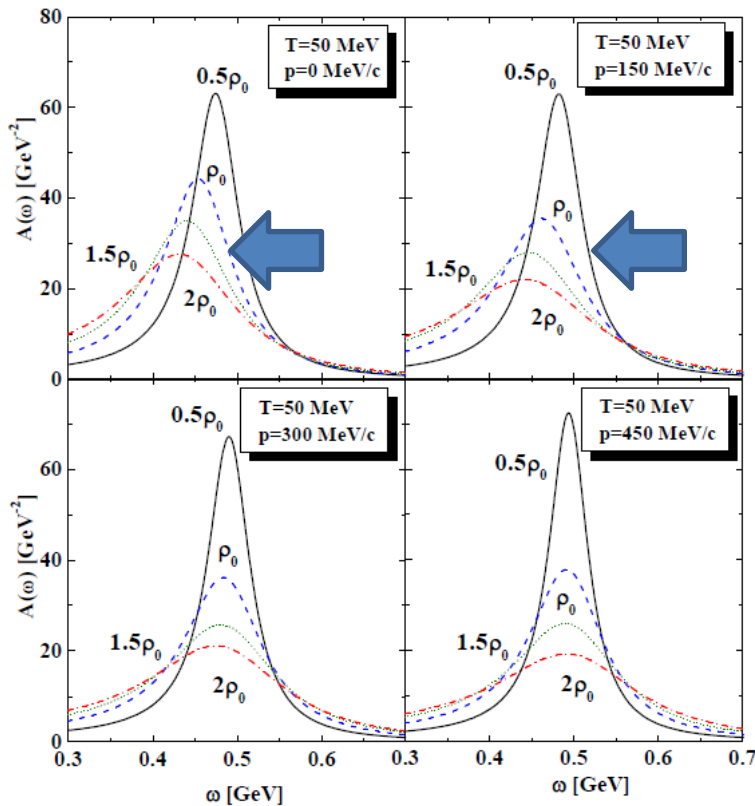 A(ω) [GeV⁻²]
80
60
40
20
0
T=50 MeV
p=0 MeV/c
0.5ρ₀
ρ₀
1.5ρ₀
2ρ₀
T=50 MeV
p=150 MeV/c
0.5ρ₀
ρ₀
1.5ρ₀
2ρ₀
A(ω) [GeV⁻²]
60
40
20
0
T=50 MeV
p=300 MeV/c
0.5ρ₀
ρ₀
1.5ρ₀
2ρ₀
T=50 MeV
p=450 MeV/c
0.5ρ₀
ρ₀
1.5ρ₀
2ρ₀
0.3 0.4 0.5 0.6 0.3 0.4 0.5 0.6 0.7
ω [GeV] ω [GeV]